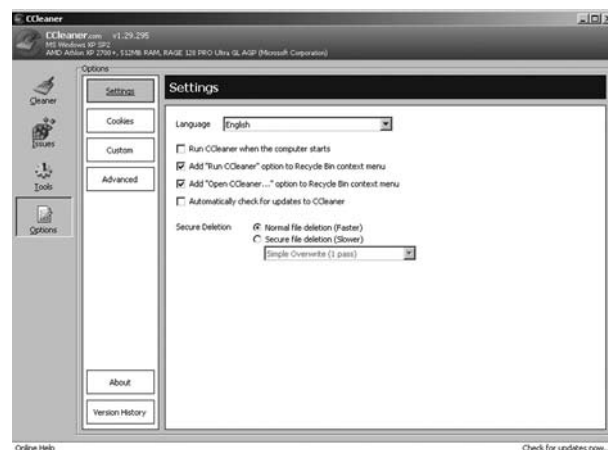 CCleaner
CCleaner.com v1.29.295
MS Windows XP SP2
AMD Athlon XP 2700+, 512MB RAM, RAGE 128 PRO Ultra GL AGP (Microsoft Corporation)
Cleaner
Issues
Tools
Options
Options
Settings
Cookies
Custom
Advanced
About
Version History
Settings
Language English
Run CCleaner when the computer starts
Add "Run CCleaner" option to Recycle Bin context menu
Add "Open CCleaner..." option to Recycle Bin context menu
Automatically check for updates to CCleaner
Secure Deletion Normal file deletion (Faster)
Secure file deletion (Slower)
Simple Overwrite (1 pass)
Online Help
Check for updates now...